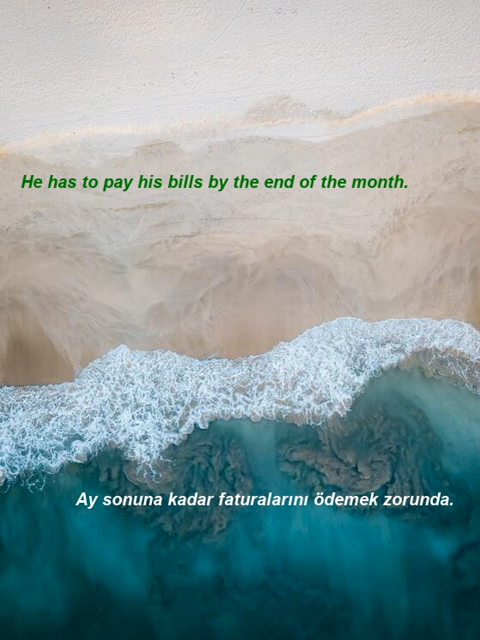 He has to pay his bills by the end of the month.
Ay sonuna kadar faturalarını ödemek zorunda.